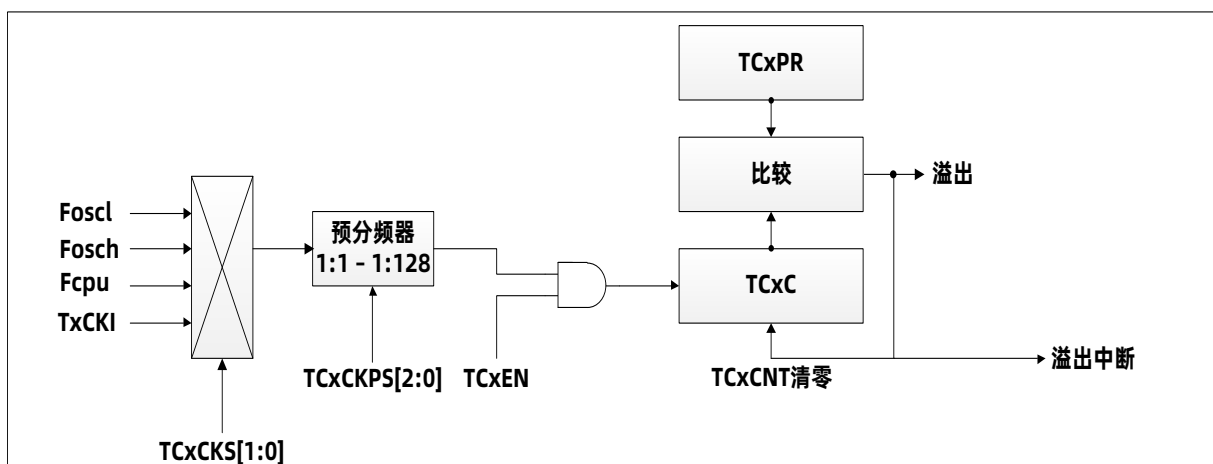 TCxPR
比较
溢出
Foscl
Fosch
Fcpu
TxCKI
预分频器
1:1 - 1:128
TCxC
TCxCKPS[2:0]
TCxEN
TCxCNT清零
溢出中断
TCxCKS[1:0]